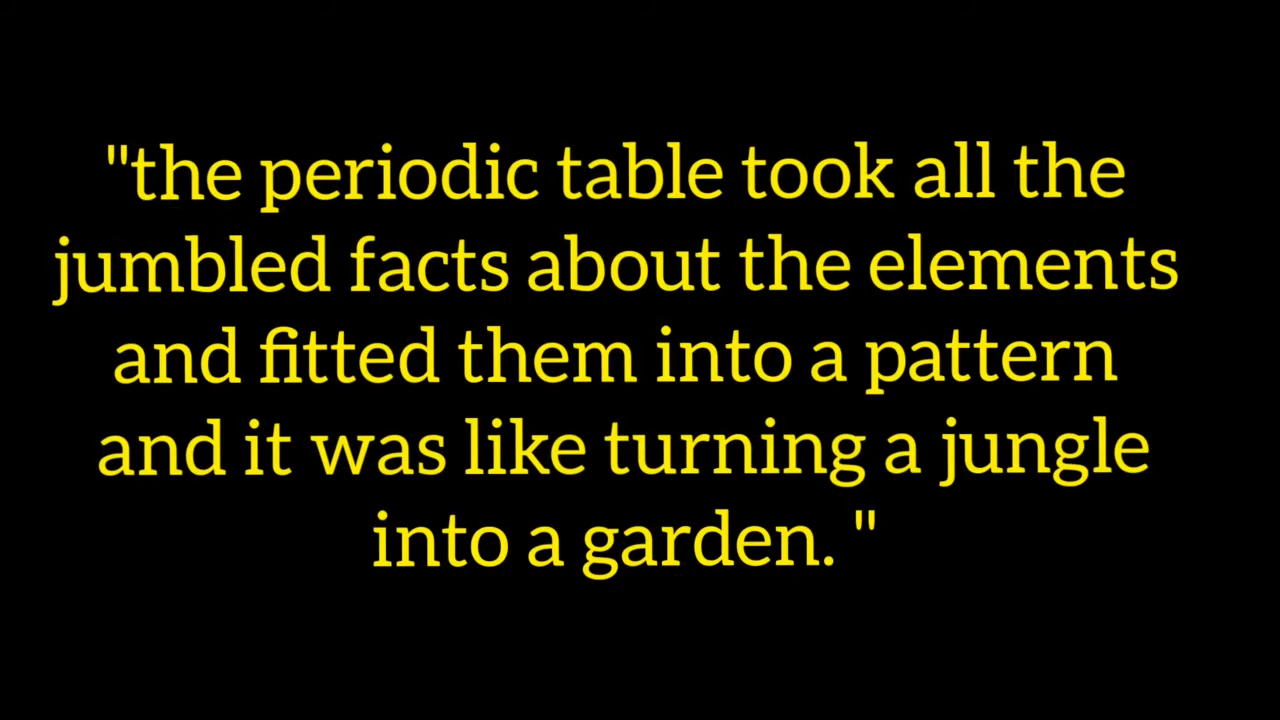 "the periodic table took all the
jumbled facts about the elements
and fitted them into a pattern
and it was like turning a jungle
into a garden. "